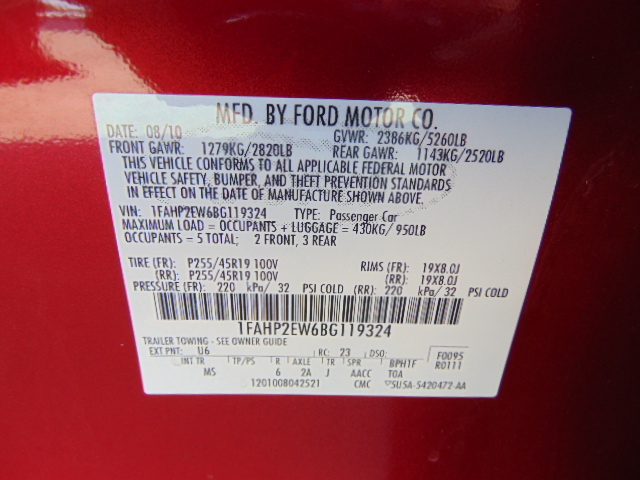 MFD. BY FORD MOTOR CO.
DATE: 08/10 GVWR: 2386KG/5260LB
FRONT GAWR: 1279KG/2820LB REAR GAWR: 1143KG/2520LB
THIS VEHICLE CONFORMS TO ALL APPLICABLE FEDERAL MOTOR
VEHICLE SAFETY, BUMPER, AND THEFT PREVENTION STANDARDS
IN EFFECT ON THE DATE OF MANUFACTURE SHOWN ABOVE.
VIN: 1FAHP2EW6BG119324 TYPE: Passenger Car
MAXIMUM LOAD = OCCUPANTS + LUGGAGE = 430KG/950LB
OCCUPANTS = 5 TOTAL; 2 FRONT, 3 REAR
TIRE (FR): P255/45R19 100V RIMS (FR): 19X8.0J
(RR): P255/45R19 100V (RR): 19X8.0J
PRESSURE (FR): 220 kPa/ 32 PSI COLD (RR): 220 kPa/ 32 PSI COLD
1FAHP2EW6BG119324
TRAILER TOWING - SEE OWNER GUIDE
EXT PNT: U6 RC: 23 DSO: F0095
R0111
INT TR TP/PS R AXLE TR SPR BPH1F
MS 6 2A J AACC TOA
1201008042521 CMC 5U5A-5420472-AA